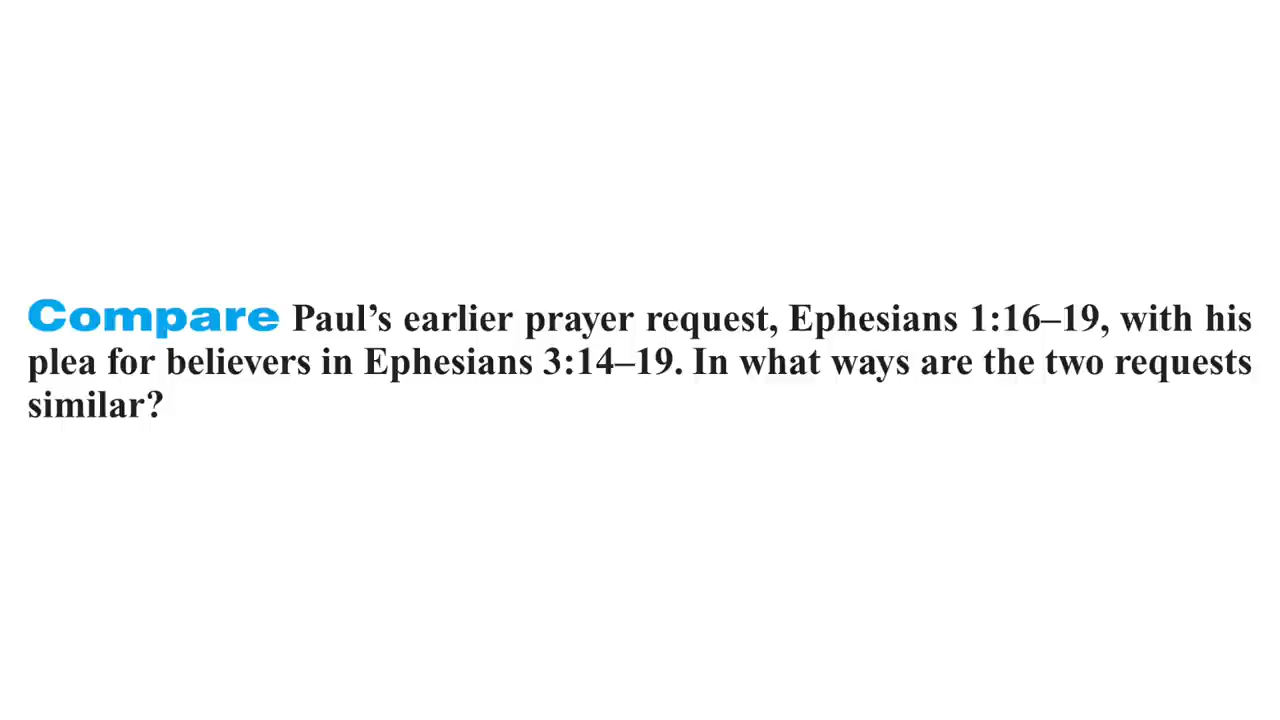 Compare Paul’s earlier prayer request, Ephesians 1:16–19, with his
plea for believers in Ephesians 3:14–19. In what ways are the two requests
similar?